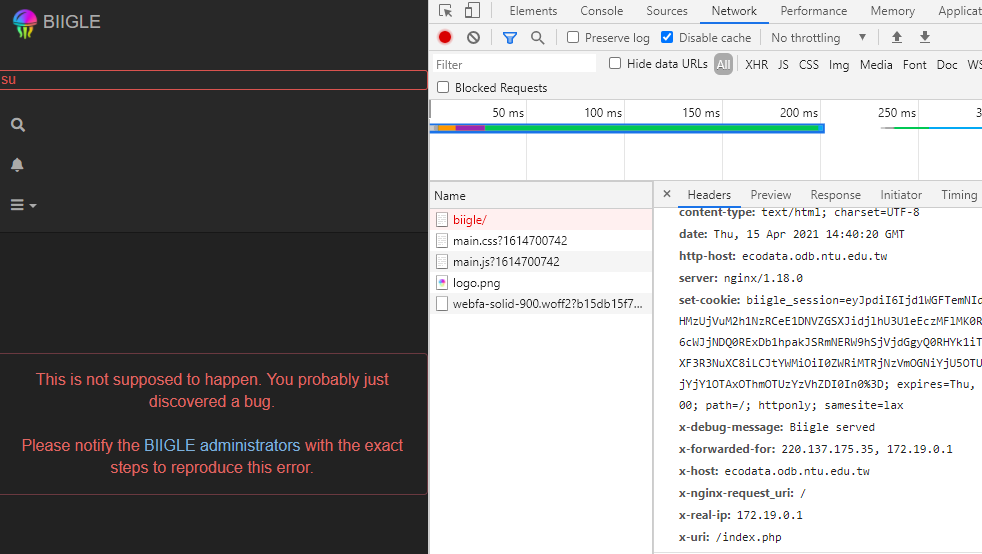 BIIGLE
su
This is not supposed to happen. You probably just
discovered a bug.
Please notify the BIIGLE administrators with the exact
steps to reproduce this error.
Elements Console Sources Network Performance Memory Applicat
Preserve log Disable cache No throttling
Filter Hide data URLs All XHR JS CSS Img Media Font Doc WS
Blocked Requests
50 ms 100 ms 150 ms 200 ms 250 ms 3
Name
biigle/
main.css?1614700742
main.js?1614700742
logo.png
webfa-solid-900.woff2?b15db15f7...
× Headers Preview Response Initiator Timing
content-type: text/html; charset=UTF-8
date: Thu, 15 Apr 2021 14:40:20 GMT
http-host: ecodata.odb.ntu.edu.tw
server: nginx/1.18.0
set-cookie: biigle_session=eyJpdiI6Ijd1WGFTemNId
HMzUjVuM2h1NzRCeE1DNVZGSXJidjlhU3U1eEczMFlMK0R
6cWJjNDQ0RExDb1hpakJSRmNERW9hSjVjdGgyQ0RHYk1iT
XF3R3NuXC8iLCJtYWMiOiI0ZWRiMTRjNzVmOGNiYjU5OTU
jYjY1OTAxOThmOTUzYzVhZDI0In0%3D; expires=Thu,
00; path=/; httponly; samesite=lax
x-debug-message: Biigle served
x-forwarded-for: 220.137.175.35, 172.19.0.1
x-host: ecodata.odb.ntu.edu.tw
x-nginx-request_uri: /
x-real-ip: 172.19.0.1
x-uri: /index.php